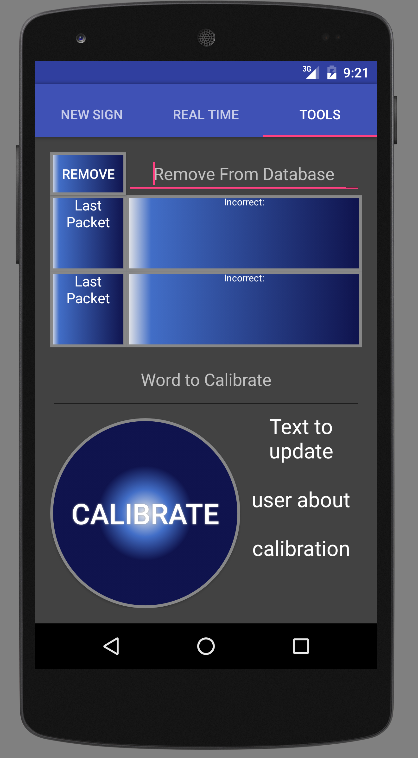 3G 9:21
NEW SIGN REAL TIME TOOLS
REMOVE Remove From Database
Last
Packet
Incorrect:
Last
Packet
Incorrect:
Word to Calibrate
CALIBRATE
Text to
update
user about
calibration